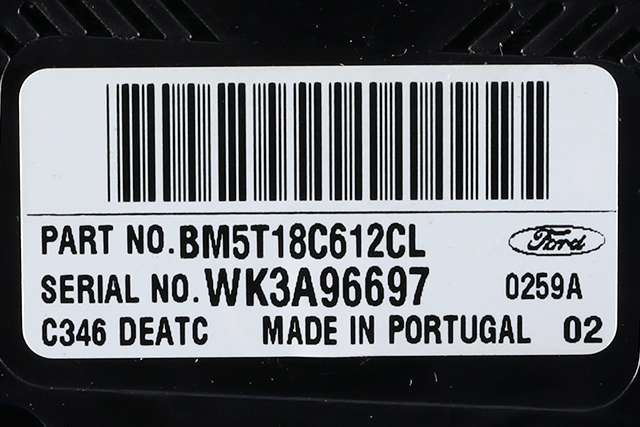 PART NO. BM5T18C612CL Ford
SERIAL NO. WK3A96697 0259A
C346 DEATC MADE IN PORTUGAL 02